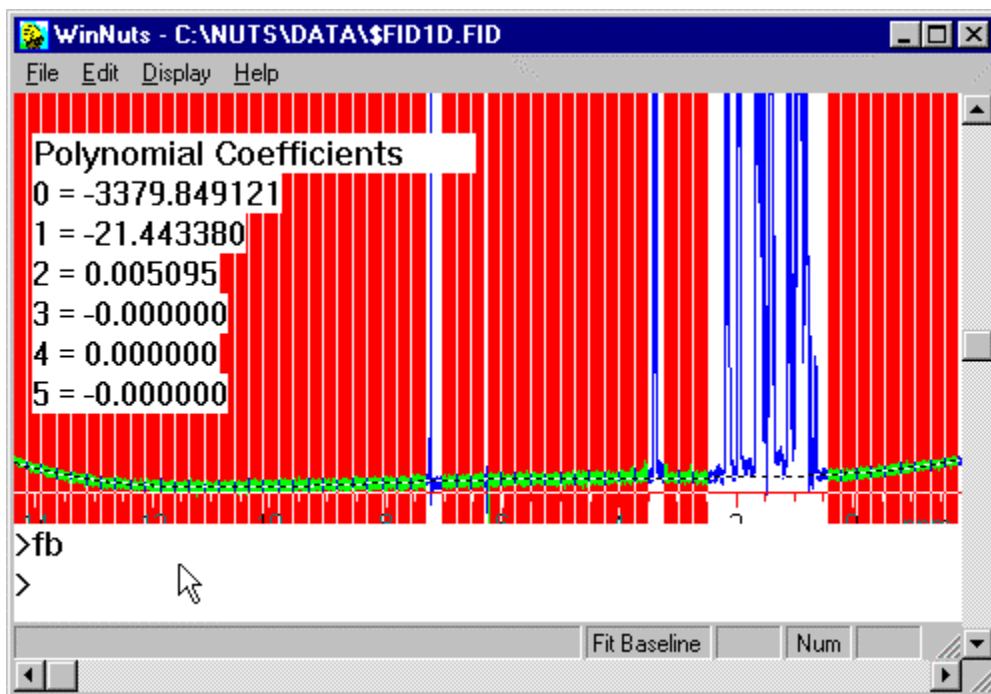 WinNuts - C:\NUTS\DATA\$FID1D.FID
File Edit Display Help
Polynomial Coefficients
0 = -3379.849121
1 = -21.443380
2 = 0.005095
3 = -0.000000
4 = 0.000000
5 = -0.000000
>fb
>
Fit Baseline Num